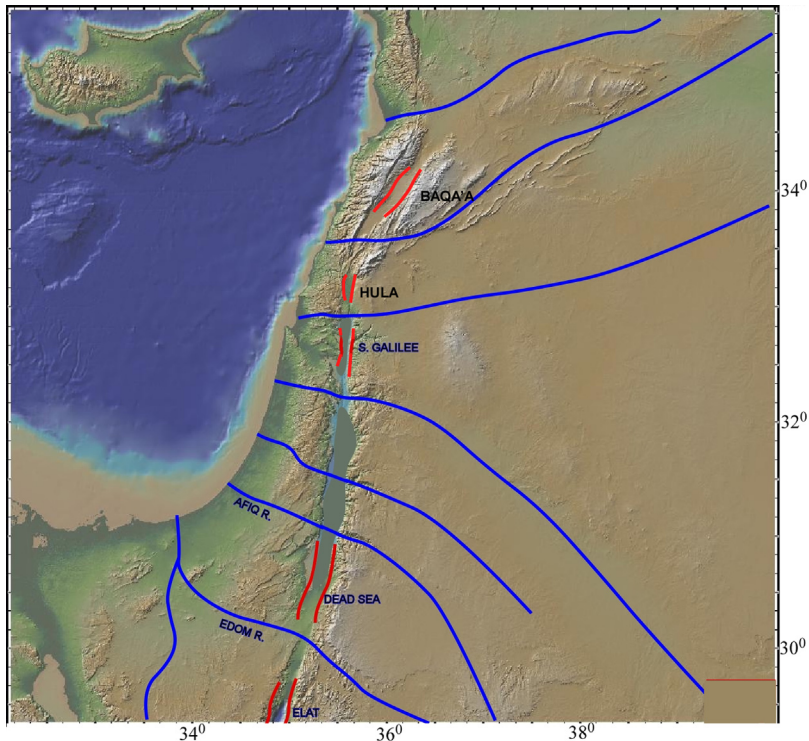 BAQA'A
34⁰
HULA
S. GALILEE
32⁰
AFIQ R.
DEAD SEA
EDOM R.
30⁰
ELAT
34⁰
36⁰
38⁰